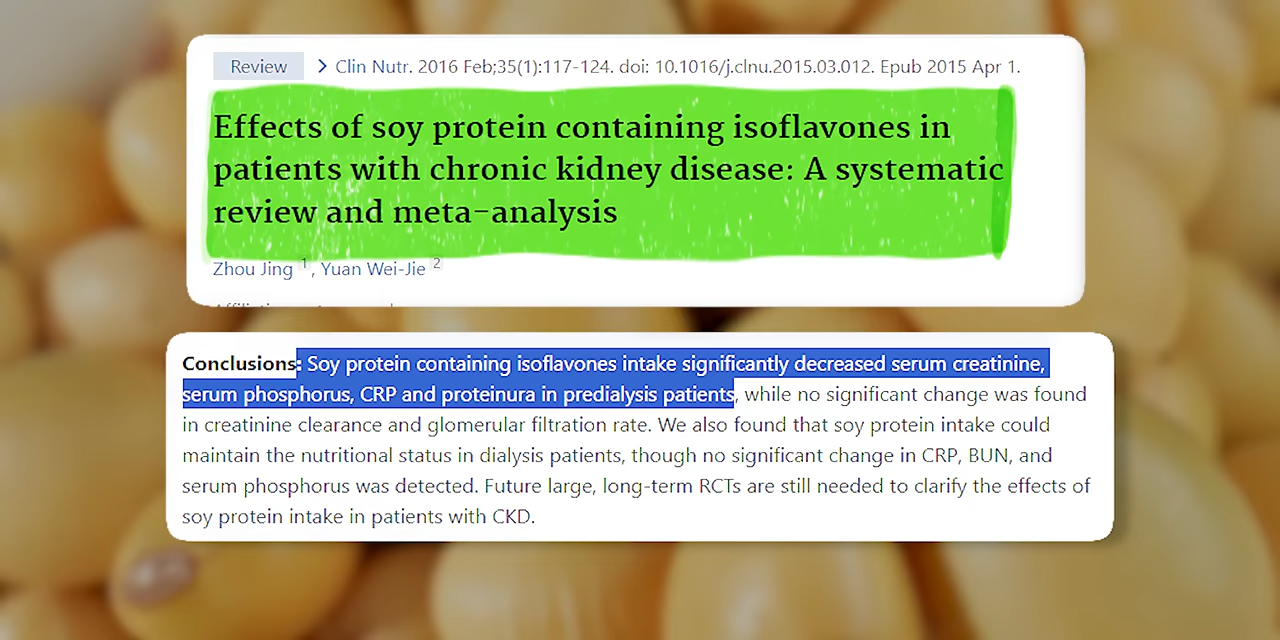 Review > Clin Nutr. 2016 Feb;35(1):117-124. doi: 10.1016/j.clnu.2015.03.012. Epub 2015 Apr 1.
Effects of soy protein containing isoflavones in
patients with chronic kidney disease: A systematic
review and meta-analysis
Zhou Jing 1, Yuan Wei-Jie 2
Conclusions: Soy protein containing isoflavones intake significantly decreased serum creatinine,
serum phosphorus, CRP and proteinura in predialysis patients, while no significant change was found
in creatinine clearance and glomerular filtration rate. We also found that soy protein intake could
maintain the nutritional status in dialysis patients, though no significant change in CRP, BUN, and
serum phosphorus was detected. Future large, long-term RCTs are still needed to clarify the effects of
soy protein intake in patients with CKD.